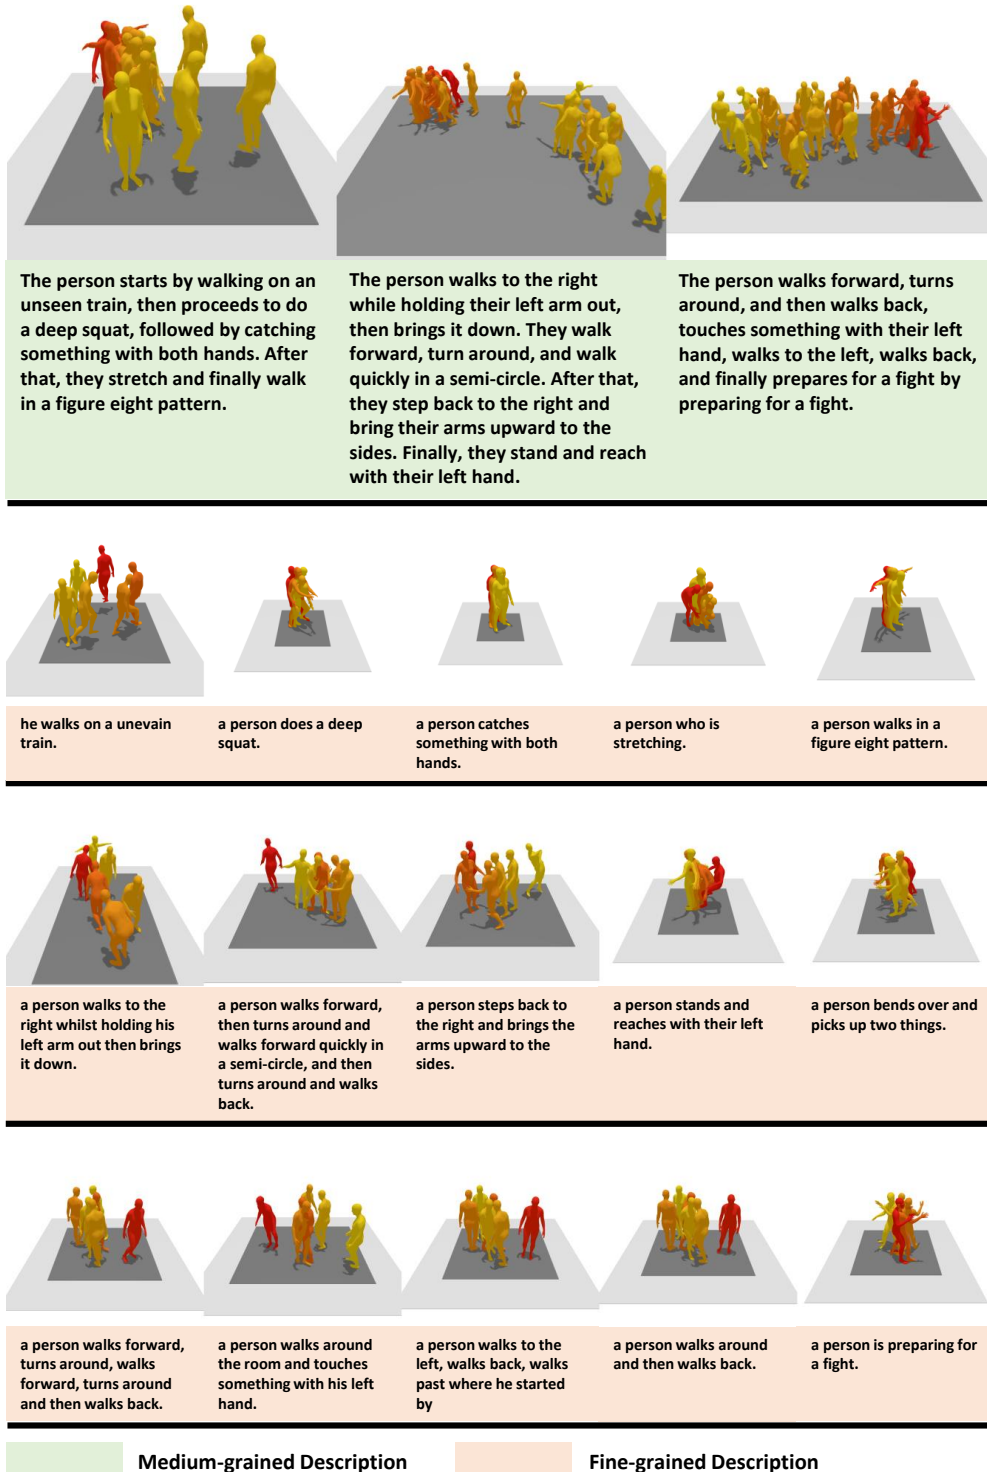 The person starts by walking on an
unseen train, then proceeds to do
a deep squat, followed by catching
something with both hands. After
that, they stretch and finally walk
in a figure eight pattern.
The person walks to the right
while holding their left arm out,
then brings it down. They walk
forward, turn around, and walk
quickly in a semi-circle. After that,
they step back to the right and
bring their arms upward to the
sides. Finally, they stand and reach
with their left hand.
The person walks forward, turns
around, and then walks back,
touches something with their left
hand, walks to the left, walks back,
and finally prepares for a fight by
preparing for a fight.
he walks on a unevain
train.
a person does a deep
squat.
a person catches
something with both
hands.
a person who is
stretching.
a person walks in a
figure eight pattern.
a person walks to the
right whilst holding his
left arm out then brings
it down.
a person walks forward,
then turns around and
walks forward quickly in
a semi-circle, and then
turns around and walks
back.
a person steps back to
the right and brings the
arms upward to the
sides.
a person stands and
reaches with their left
hand.
a person bends over and
picks up two things.
a person walks forward,
turns around, walks
forward, turns around
and then walks back.
a person walks around
the room and touches
something with his left
hand.
a person walks to the
left, walks back, walks
past where he started
by
a person walks around
and then walks back.
a person is preparing for
a fight.
Medium-grained Description
Fine-grained Description